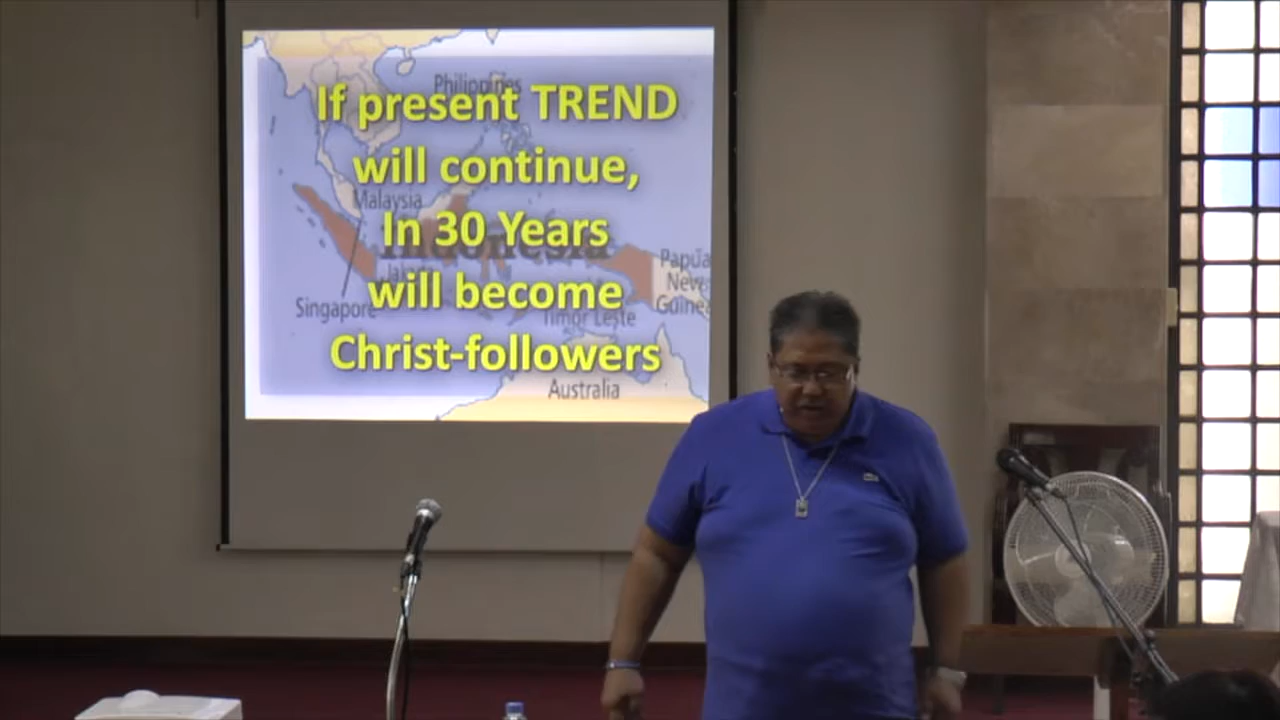 Philippines
If present TREND
will continue,
Malaysia
In 30 Years
Indonesia
Papua
New
Guinea
will become
Singapore
Timor Leste
Christ-followers
Australia